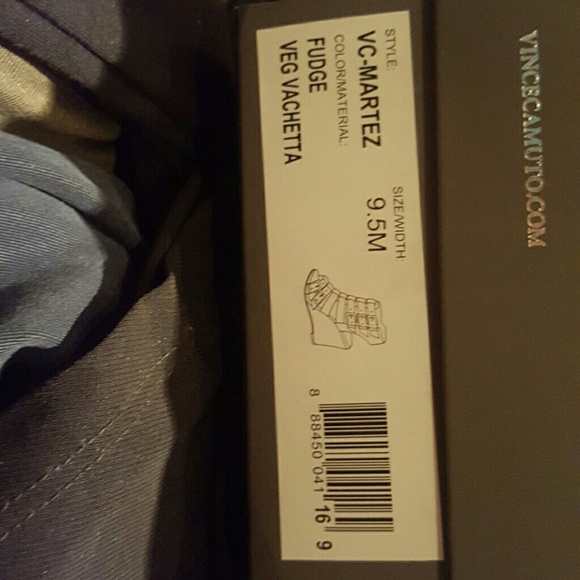 VINCECAMUTO.COM
STYLE:
VC-MARTEZ
COLOR/MATERIAL:
FUDGE
VEG VACHETTA
SIZE/WIDTH:
9.5M
8 88450 041 16 9